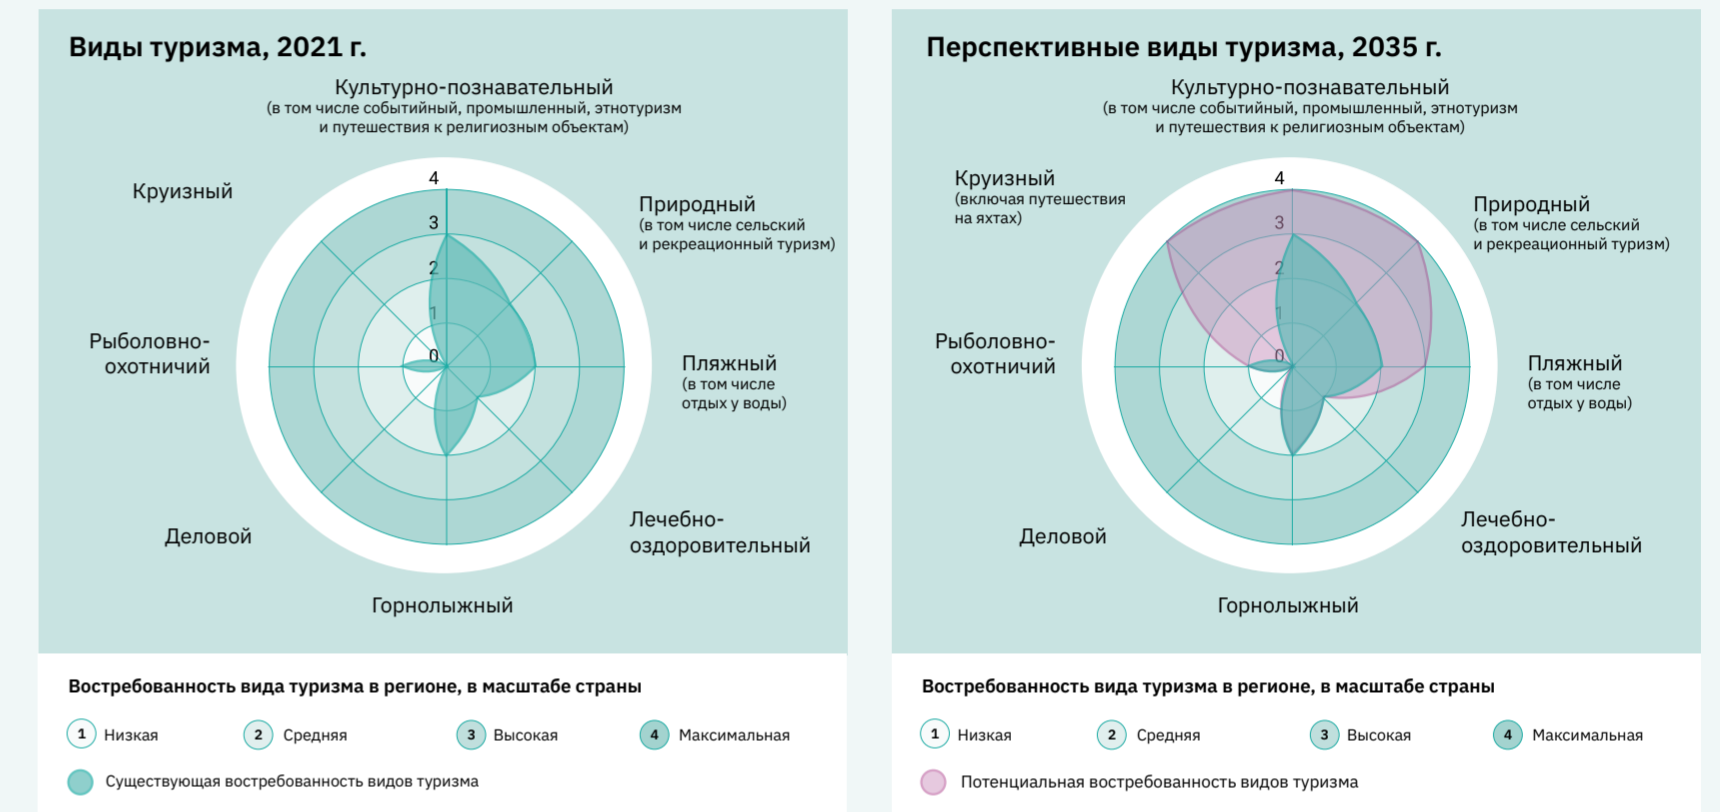 Виды туризма, 2021 г.
Культурно-познавательный
(в том числе событийный, промышленный, этнотуризм
и путешествия к религиозным объектам)
Круизный
4
3
2
1
0
Природный
(в том числе сельский
и рекреационный туризм)
Рыболовно-
охотничий
Пляжный
(в том числе
отдых у воды)
Деловой
Лечебно-
оздоровительный
Горнолыжный
Востребованность вида туризма в регионе, в масштабе страны
1 Низкая
2 Средняя
3 Высокая
4 Максимальная
Существующая востребованность видов туризма
Перспективные виды туризма, 2035 г.
Культурно-познавательный
(в том числе событийный, промышленный, этнотуризм
и путешествия к религиозным объектам)
Круизный
(включая путешествия
на яхтах)
4
3
2
1
0
Природный
(в том числе сельский
и рекреационный туризм)
Рыболовно-
охотничий
Пляжный
(в том числе
отдых у воды)
Деловой
Лечебно-
оздоровительный
Горнолыжный
Востребованность вида туризма в регионе, в масштабе страны
1 Низкая
2 Средняя
3 Высокая
4 Максимальная
Потенциальная востребованность видов туризма